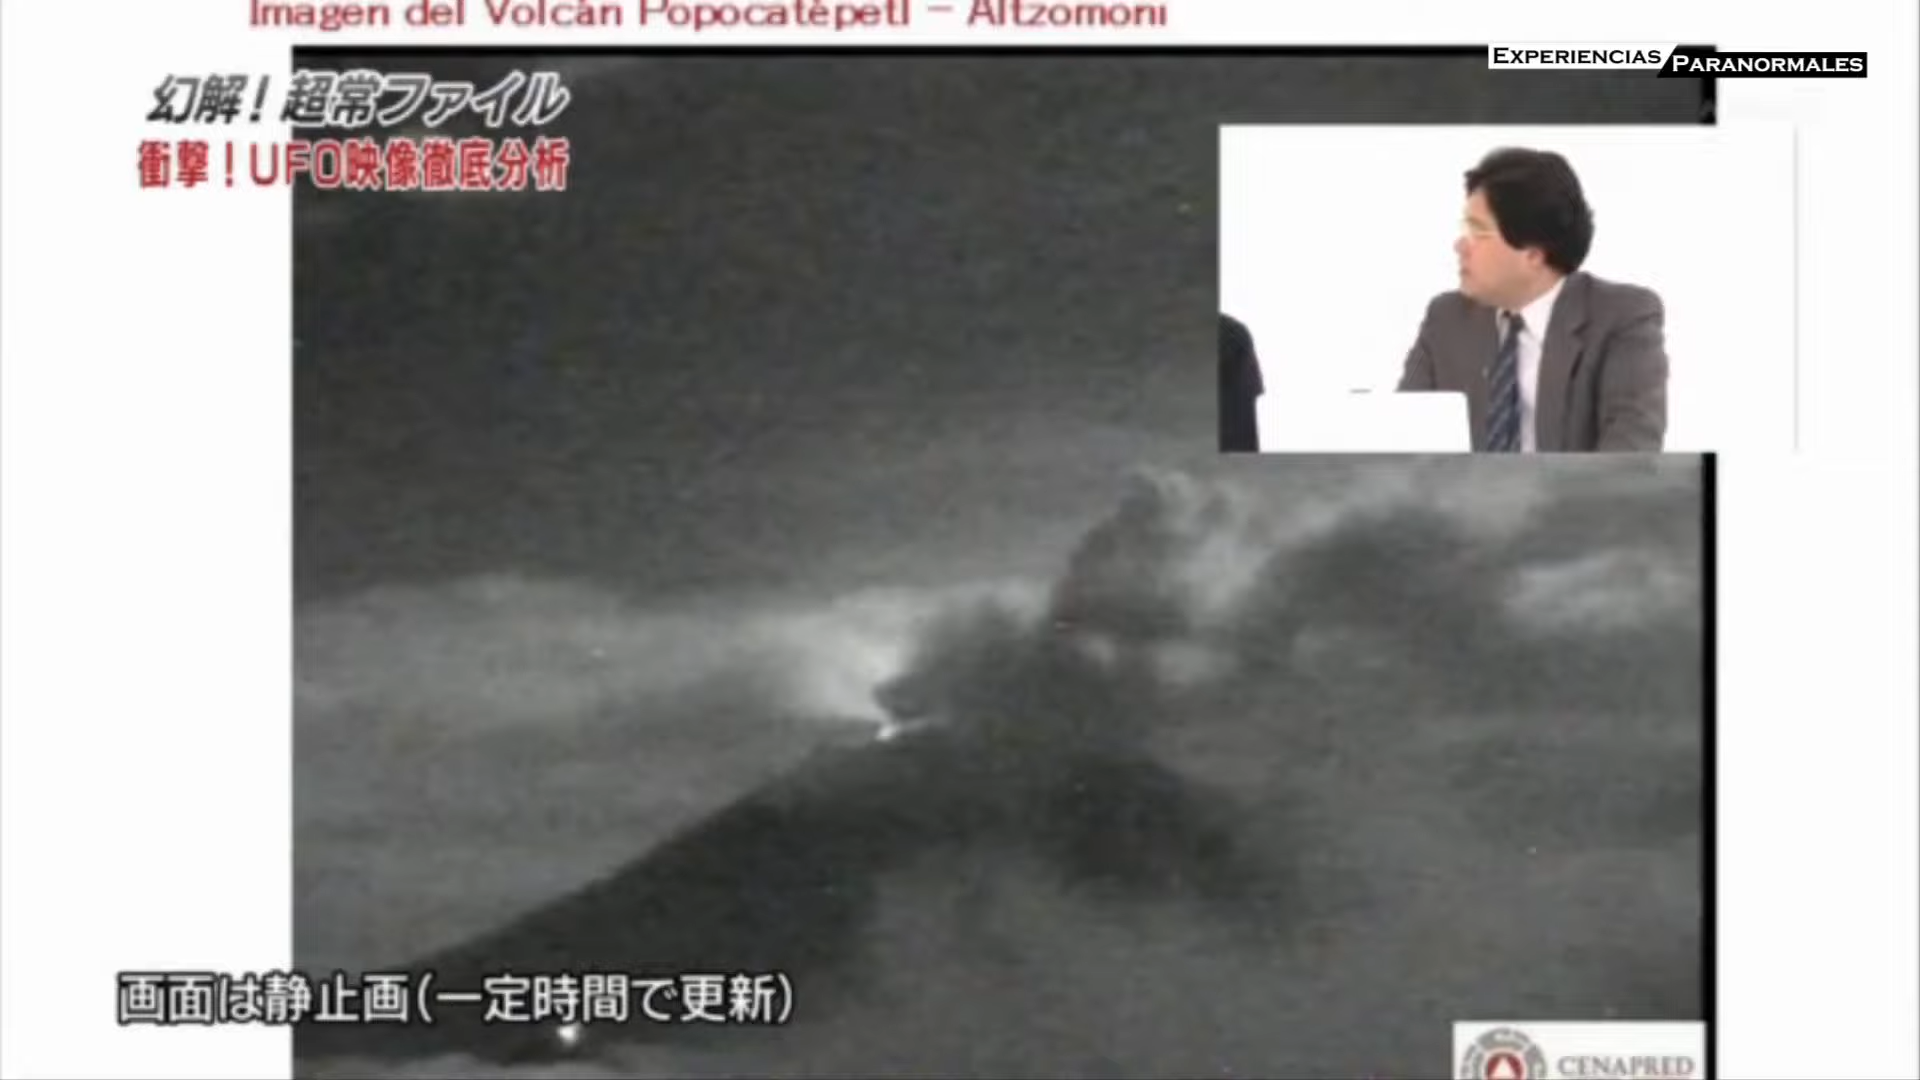 Imagen del Volcán Popocatépetl - Altzomoni
EXPERIENCIAS PARANORMALES
幻解！超常ファイル
衝撃！UFO映像徹底分析
画面は静止画（一定時間で更新）
CENAPRED